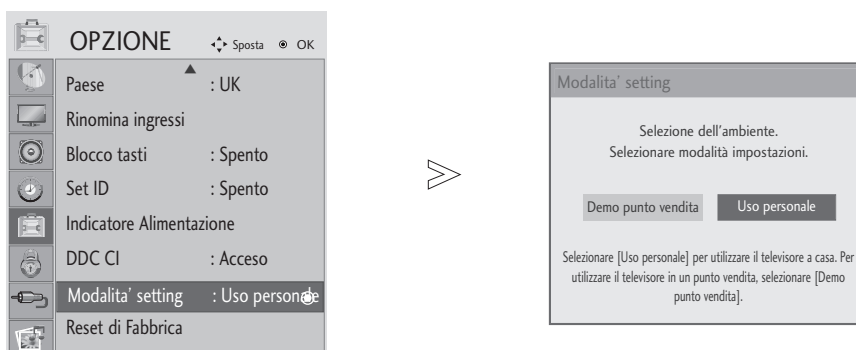 OPZIONE
Sposta OK
Paese : UK
Rinomina ingressi
Blocco tasti : Spento
Set ID : Spento
Indicatore Alimentazione
DDC CI : Acceso
Modalita' setting : Uso personale
Reset di Fabbrica
Modalita' setting
Selezione dell'ambiente.
Selezionare modalità impostazioni.
Demo punto vendita
Uso personale
Selezionare [Uso personale] per utilizzare il televisore a casa. Per
utilizzare il televisore in un punto vendita, selezionare [Demo
punto vendita].